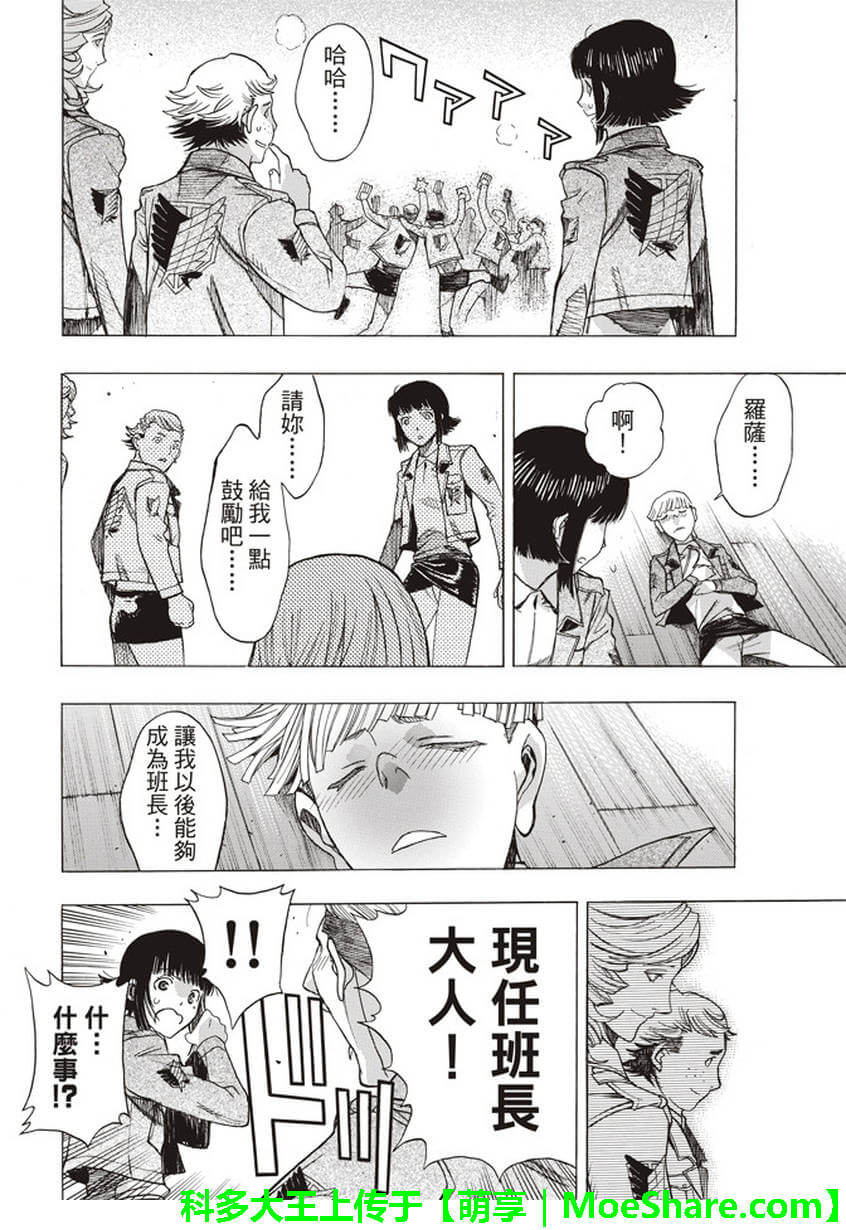 ワァァァ
哈哈……
羅薩……
啊！
請妳……
給我一點
鼓勵吧……
讓我以後能夠
成為班長…
現任班長
大人！
ドドッ
!!
什…
什麼事!?
科多大王上传于【萌享｜MoeShare.com】